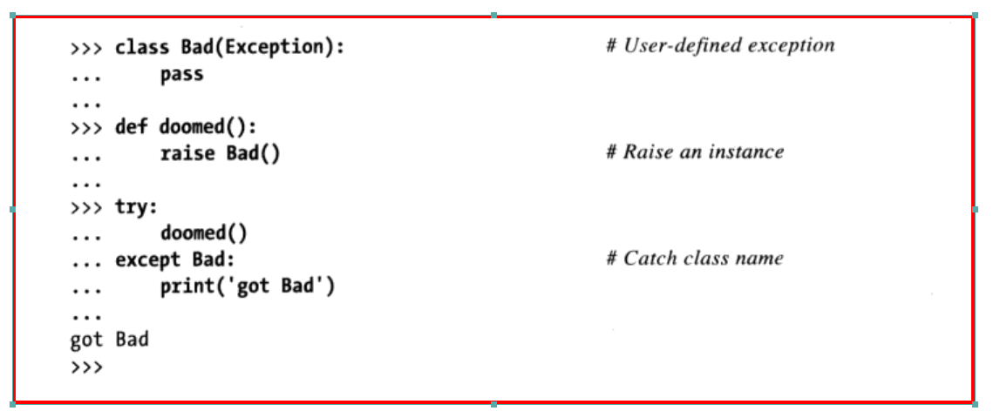 >>> class Bad(Exception):                  # User-defined exception
...     pass
...
>>> def doomed():
...     raise Bad()                        # Raise an instance
...
>>> try:
...     doomed()
... except Bad:                            # Catch class name
...     print('got Bad')
...
got Bad
>>>